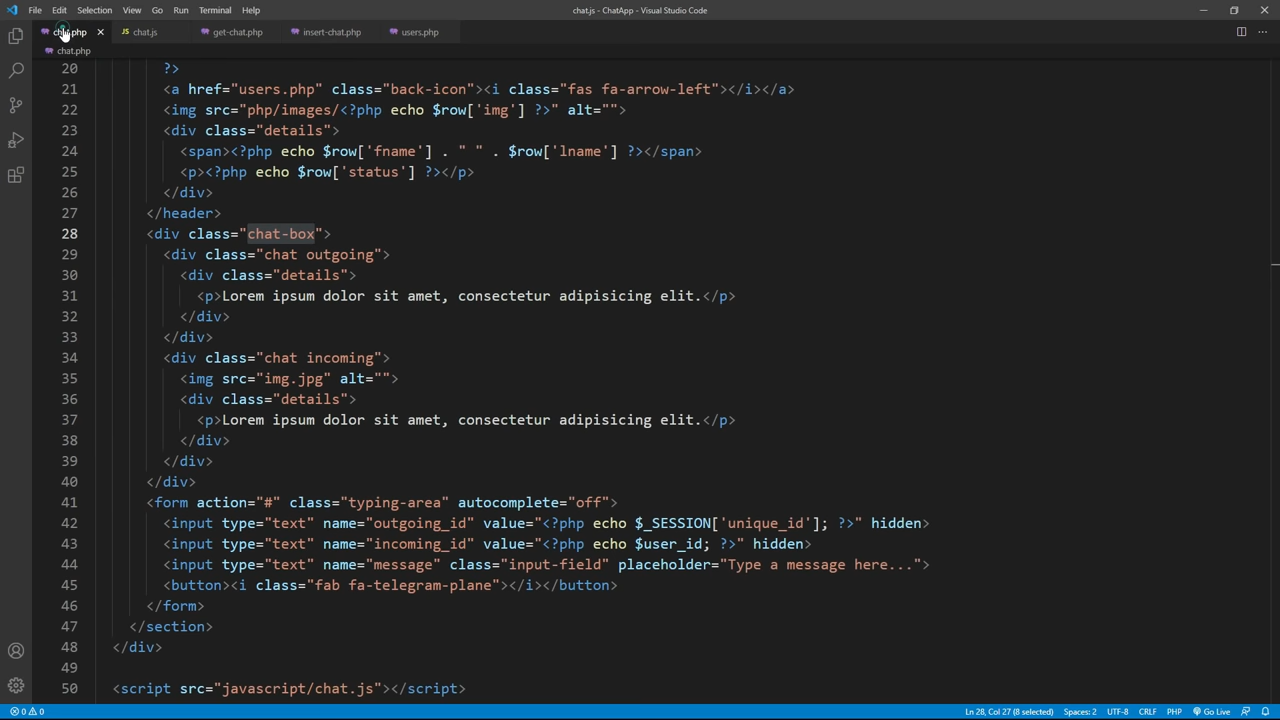 File Edit Selection View Go Run Terminal Help chat.js - ChatApp - Visual Studio Code
chat.php chat.js get-chat.php insert-chat.php users.php
chat.php
20 ?>
21 <a href="users.php" class="back-icon"><i class="fas fa-arrow-left"></i></a>
22 <img src="php/images/<?php echo $row['img'] ?>" alt="">
23 <div class="details">
24 <span><?php echo $row['fname'] . " " . $row['lname'] ?></span>
25 <p><?php echo $row['status'] ?></p>
26 </div>
27 </header>
28 <div class="chat-box">
29 <div class="chat outgoing">
30 <div class="details">
31 <p>Lorem ipsum dolor sit amet, consectetur adipisicing elit.</p>
32 </div>
33 </div>
34 <div class="chat incoming">
35 <img src="img.jpg" alt="">
36 <div class="details">
37 <p>Lorem ipsum dolor sit amet, consectetur adipisicing elit.</p>
38 </div>
39 </div>
40 </div>
41 <form action="#" class="typing-area" autocomplete="off">
42 <input type="text" name="outgoing_id" value="<?php echo $_SESSION['unique_id']; ?>" hidden>
43 <input type="text" name="incoming_id" value="<?php echo $user_id; ?>" hidden>
44 <input type="text" name="message" class="input-field" placeholder="Type a message here...">
45 <button><i class="fab fa-telegram-plane"></i></button>
46 </form>
47 </section>
48 </div>
49
50 <script src="javascript/chat.js"></script>
0 0 Ln 28, Col 27 (8 selected) Spaces: 2 UTF-8 CRLF PHP Go Live